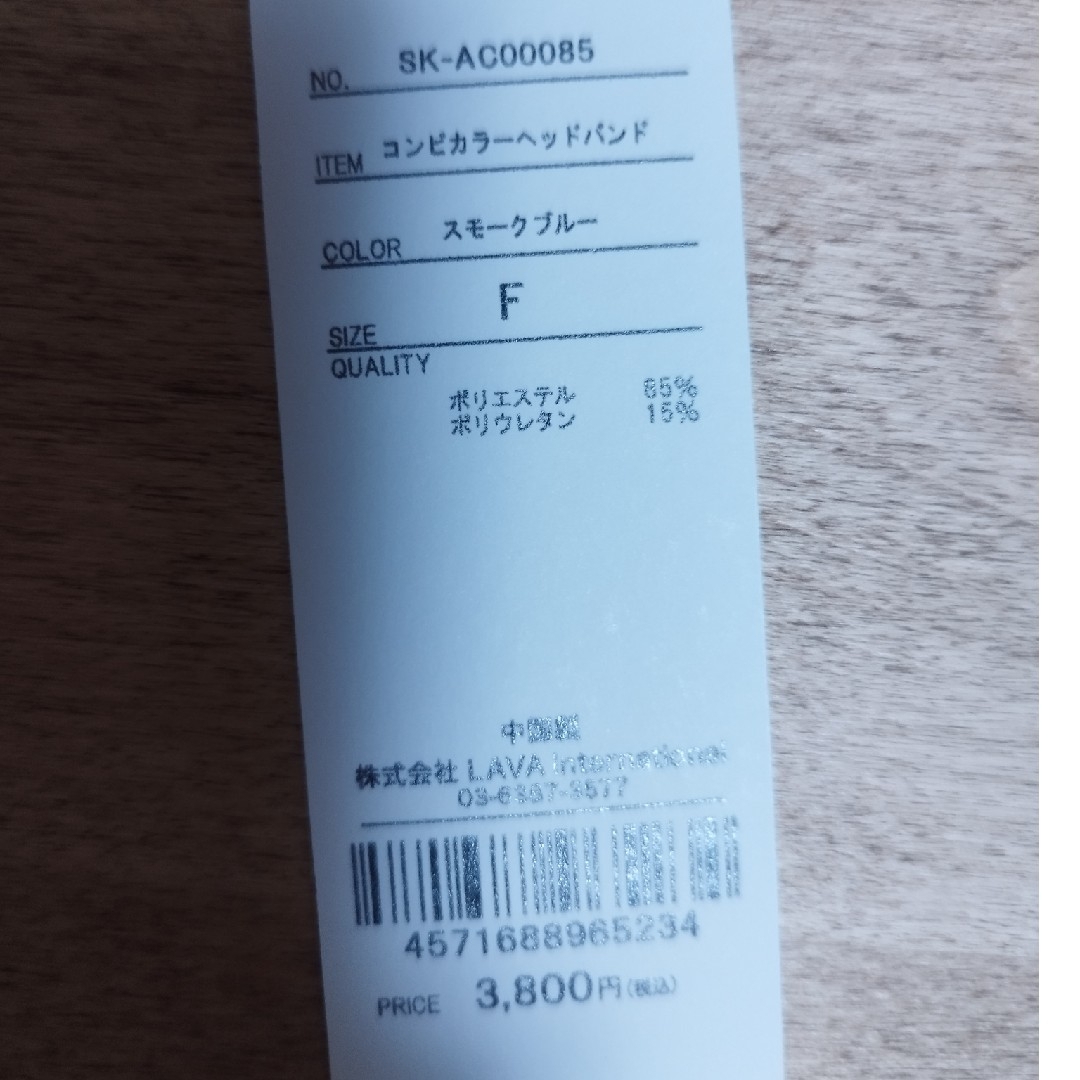 NO. SK-AC00085
ITEM コンビカラーヘッドバンド
COLOR スモークブルー
SIZE F
QUALITY
ポリエステル 85%
ポリウレタン 15%
中国製
株式会社 LAVA International
4571688965234
PRICE 3,800円(税込)